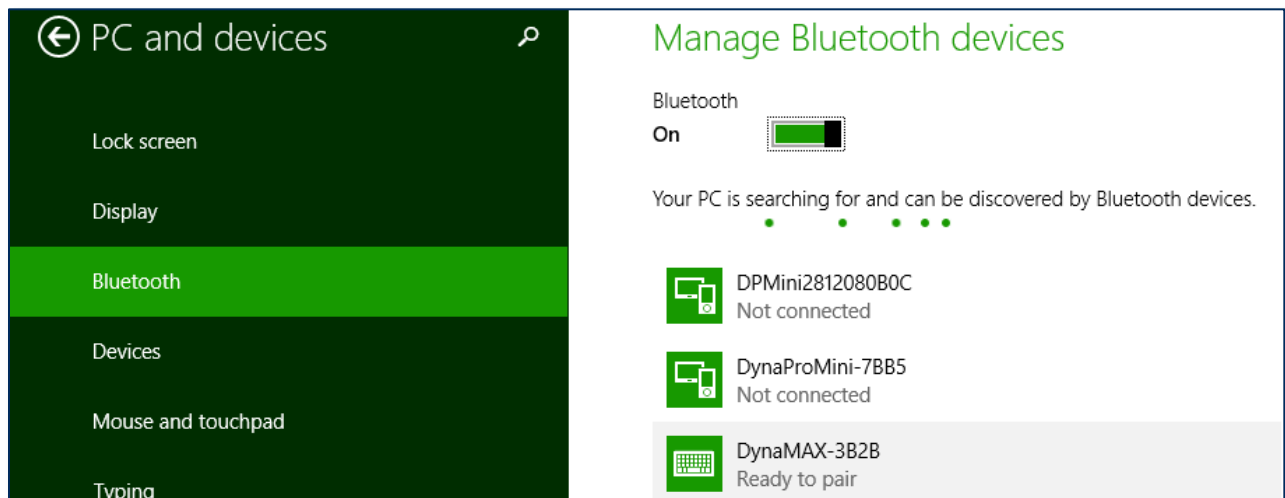 PC and devices
Lock screen
Display
Bluetooth
Devices
Mouse and touchpad
Typing
Manage Bluetooth devices
Bluetooth
On
Your PC is searching for and can be discovered by Bluetooth devices.
DPMini2812080B0C
Not connected
DynaProMini-7BB5
Not connected
DynaMAX-3B2B
Ready to pair